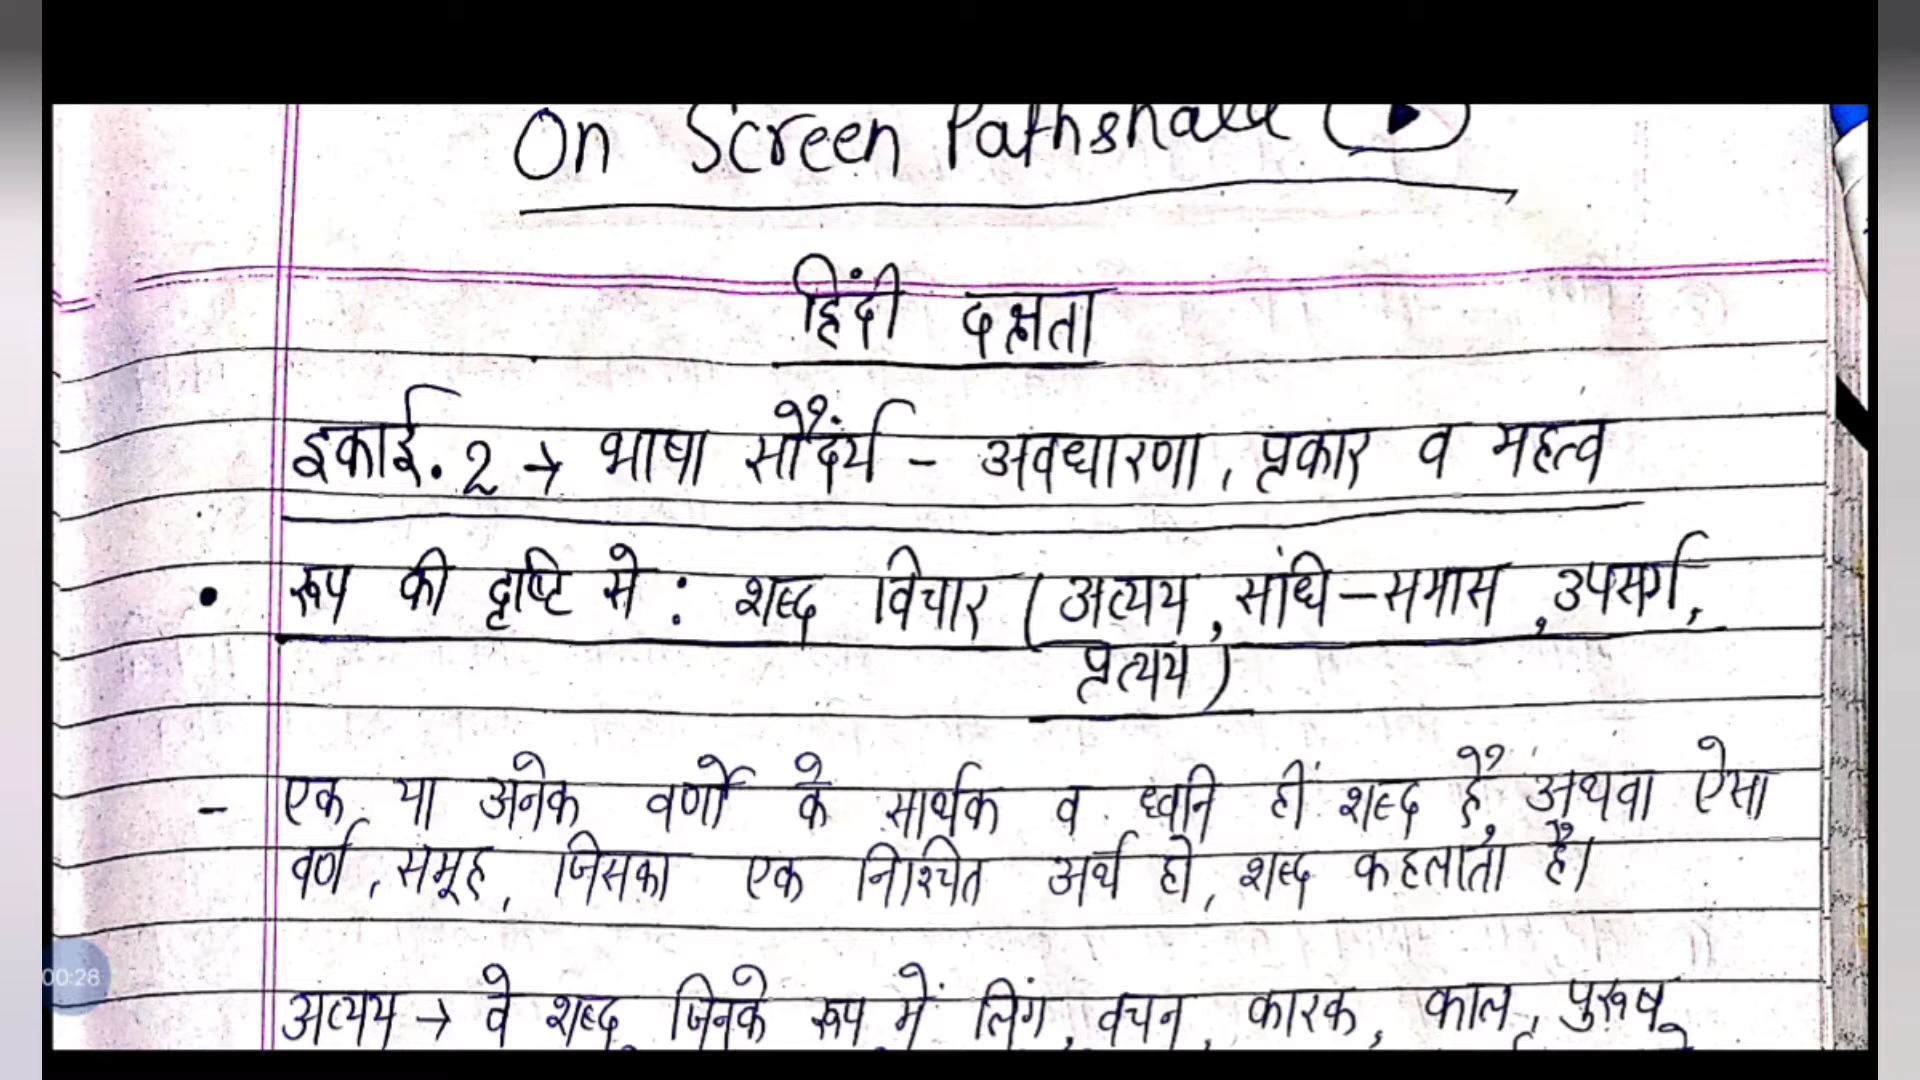 On Screen Pathshala
हिंदी दक्षता
इकाई. 2 → भाषा सौंदर्य - अवधारणा, प्रकार व महत्व
• रूप की दृष्टि से : शब्द विचार ( अव्यय, संधि-समास, उपसर्ग,
प्रत्यय )
- एक या अनेक वर्णों के सार्थक व ध्वनि हीं शब्द हैं, अथवा ऐसा
वर्ण, समूह, जिसका एक निश्चित अर्थ हो, शब्द कहलाता है।
00:26
अव्यय → वे शब्द जिनके रूप में लिंग, वचन, कारक, काल, पुरूष